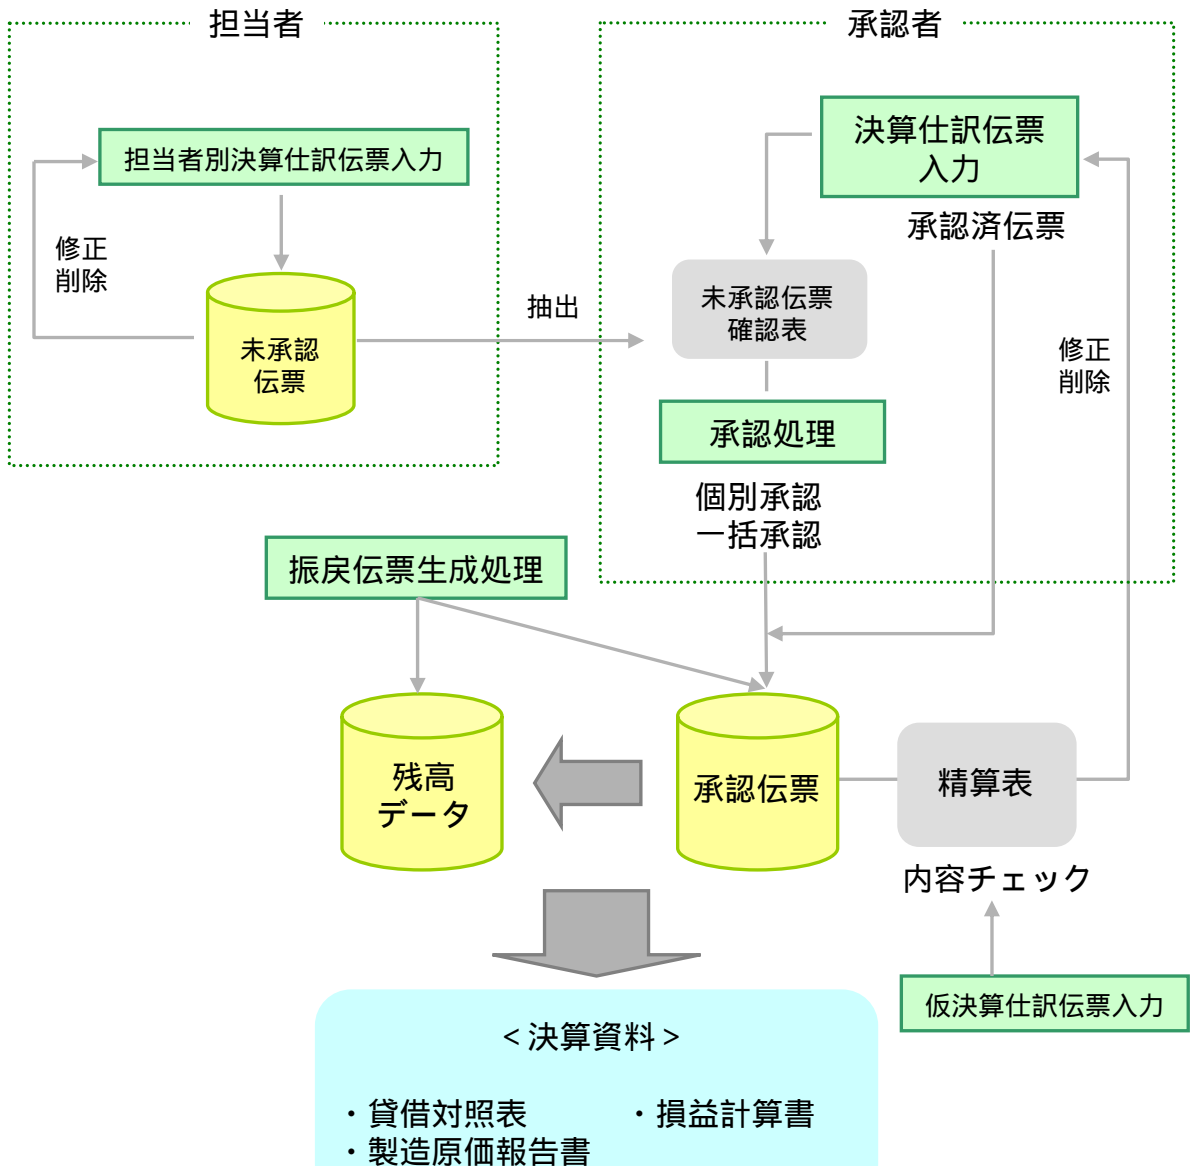 担当者
承認者
担当者別決算仕訳伝票入力
修正
削除
未承認
伝票
抽出
決算仕訳伝票
入力
承認済伝票
未承認伝票
確認表
修正
削除
承認処理
個別承認
一括承認
振戻伝票生成処理
残高
データ
承認伝票
精算表
内容チェック
仮決算仕訳伝票入力
＜決算資料＞
・貸借対照表 ・損益計算書
・製造原価報告書